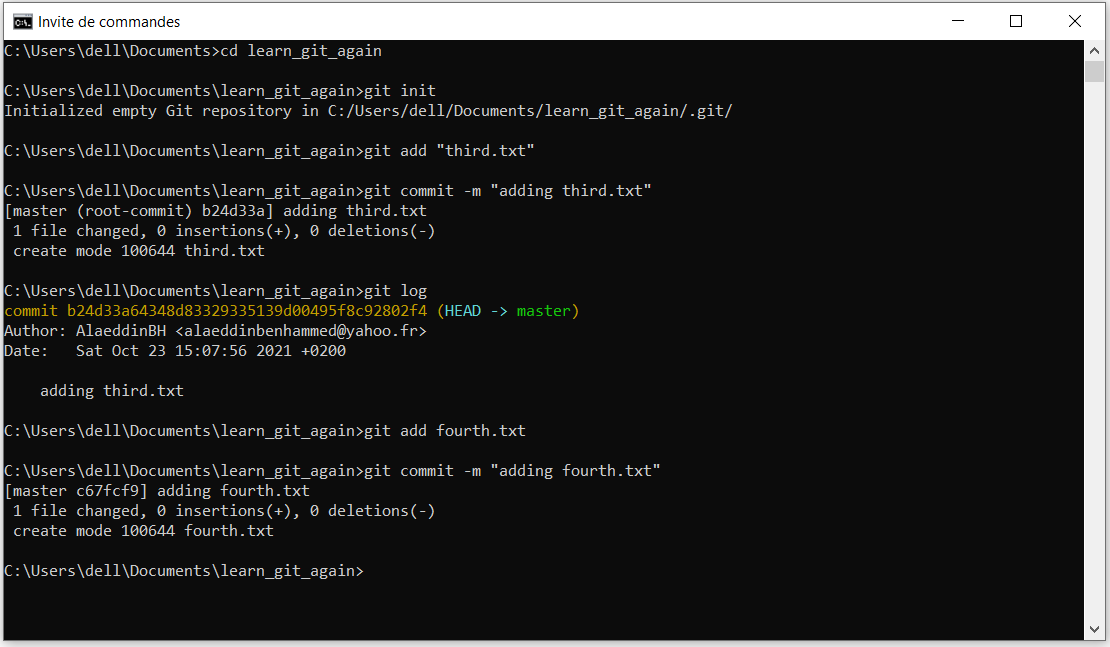 Invite de commandes
C:\Users\dell\Documents>cd learn_git_again
C:\Users\dell\Documents\learn_git_again>git init
Initialized empty Git repository in C:/Users/dell/Documents/learn_git_again/.git/
C:\Users\dell\Documents\learn_git_again>git add "third.txt"
C:\Users\dell\Documents\learn_git_again>git commit -m "adding third.txt"
[master (root-commit) b24d33a] adding third.txt
 1 file changed, 0 insertions(+), 0 deletions(-)
 create mode 100644 third.txt
C:\Users\dell\Documents\learn_git_again>git log
commit b24d33a64348d83329335139d00495f8c92802f4 (HEAD -> master)
Author: AlaeddinBH <alaeddinbenhammed@yahoo.fr>
Date:   Sat Oct 23 15:07:56 2021 +0200
    adding third.txt
C:\Users\dell\Documents\learn_git_again>git add fourth.txt
C:\Users\dell\Documents\learn_git_again>git commit -m "adding fourth.txt"
[master c67fcf9] adding fourth.txt
 1 file changed, 0 insertions(+), 0 deletions(-)
 create mode 100644 fourth.txt
C:\Users\dell\Documents\learn_git_again>